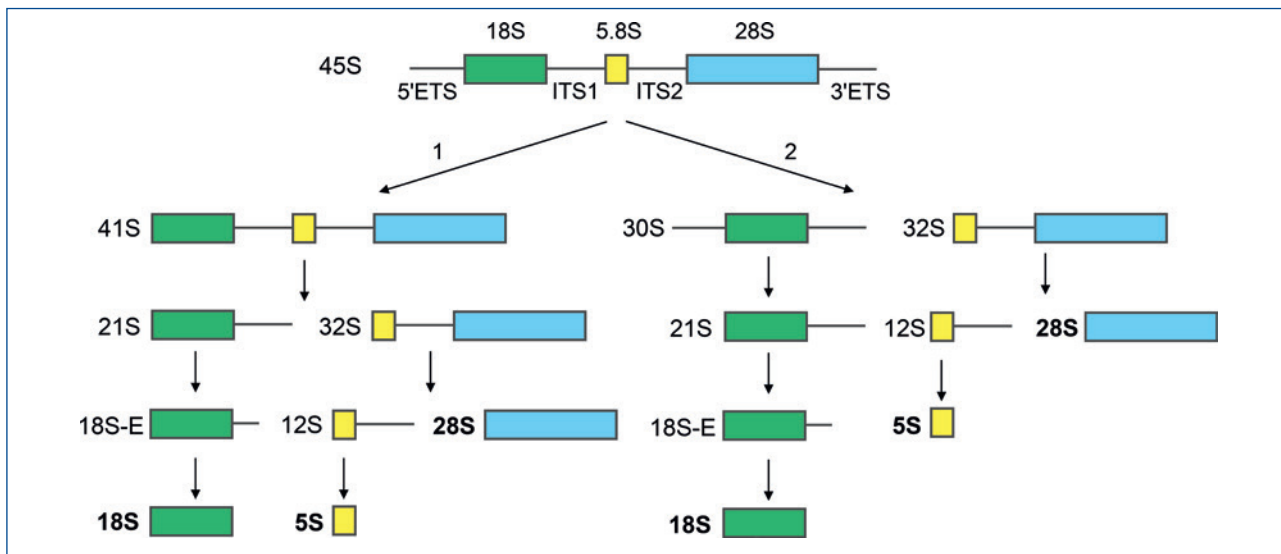 18S 5.8S 28S
45S
5'ETS ITS1 ITS2 3'ETS
1 2
41S 30S 32S
21S 32S 21S 12S 28S
18S-E 12S 28S 18S-E 5S
18S 5S 18S